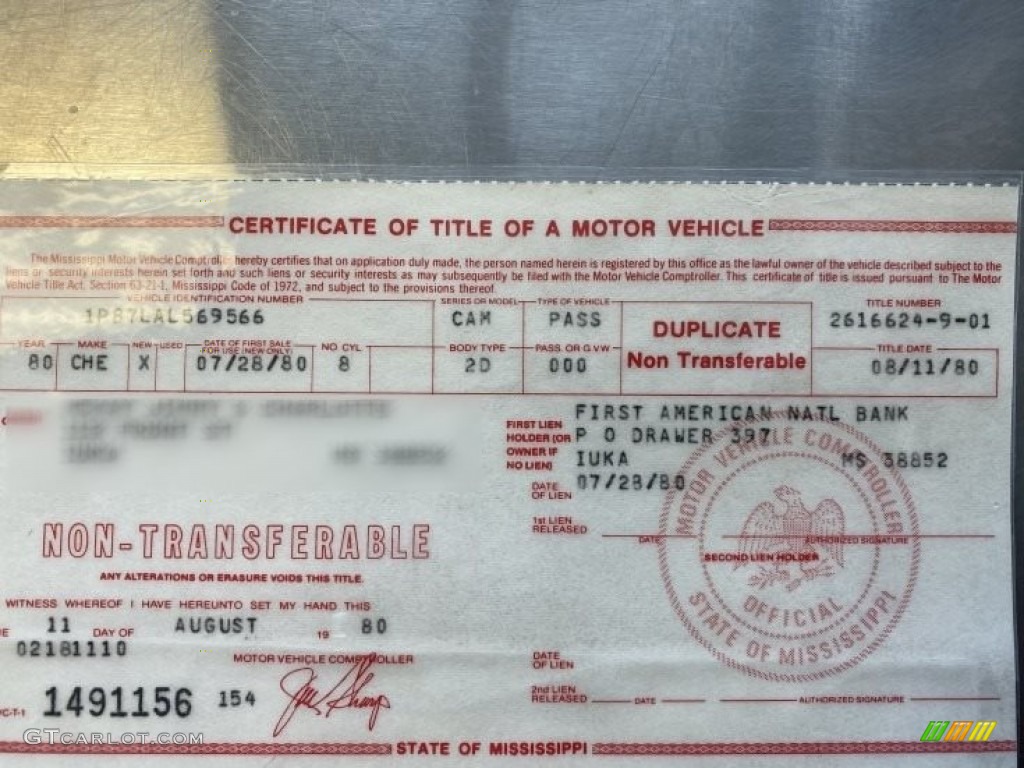 CERTIFICATE OF TITLE OF A MOTOR VEHICLE
The Mississippi Motor Vehicle Comptroller hereby certifies that on application duly made, the person named herein is registered by this office as the lawful owner of the vehicle described subject to the
liens or security interests herein set forth and such liens or security interests as may subsequently be filed with the Motor Vehicle Comptroller. This certificate of title is issued pursuant to The Motor
Vehicle Title Act, Section 63-21-1, Mississippi Code of 1972, and subject to the provisions thereof.
VEHICLE IDENTIFICATION NUMBER SERIES OR MODEL TYPE OF VEHICLE TITLE NUMBER
1P87LAL569566 CAM PASS DUPLICATE 2616624-9-01
YEAR MAKE NEW USED DATE OF FIRST SALE FOR USE (NEW ONLY) NO CYL BODY TYPE PASS. OR G V W Non Transferable TITLE DATE
80 CHE X 07/28/80 8 2D 000 08/11/80
FIRST LIEN HOLDER (OR OWNER IF NO LIEN)
FIRST AMERICAN NATL BANK
P O DRAWER 397
IUKA MS 38852
DATE OF LIEN 07/28/80
1st LIEN RELEASED DATE AUTHORIZED SIGNATURE
SECOND LIEN HOLDER
MOTOR VEHICLE COMPTROLLER
OFFICIAL
STATE OF MISSISSIPPI
NON-TRANSFERABLE
ANY ALTERATIONS OR ERASURE VOIDS THIS TITLE.
WITNESS WHEREOF I HAVE HEREUNTO SET MY HAND THIS
11 DAY OF AUGUST 19 80
02181110
MOTOR VEHICLE COMPTROLLER
1491156 154
DATE OF LIEN
2nd LIEN RELEASED DATE AUTHORIZED SIGNATURE
GTCARLOT.COM
STATE OF MISSISSIPPI